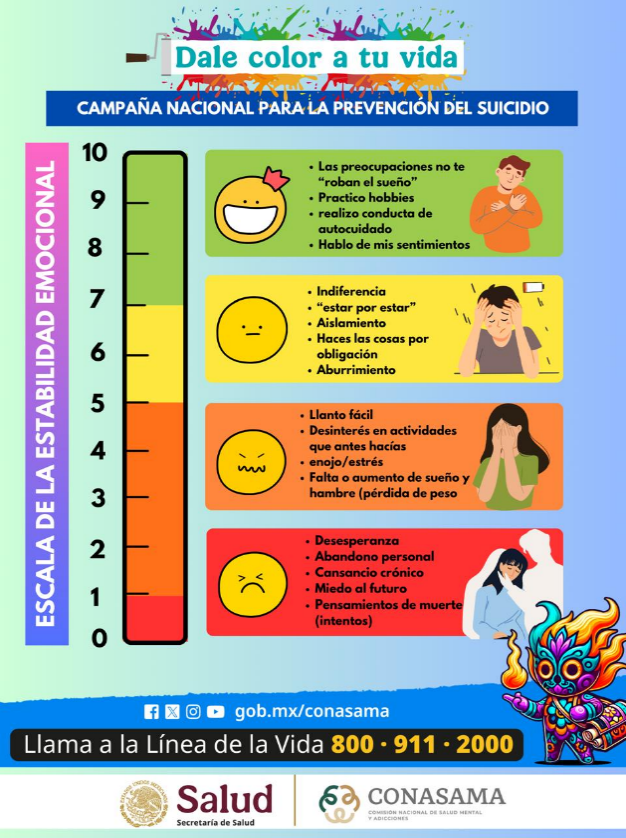 Dale color a tu vida
CAMPAÑA NACIONAL PARA LA PREVENCIÓN DEL SUICIDIO
ESCALA DE LA ESTABILIDAD EMOCIONAL
10
9
8
7
6
5
4
3
2
1
0
• Las preocupaciones no te
“roban el sueño”
• Practico hobbies
• realizo conducta de
autocuidado
• Hablo de mis sentimientos
• Indiferencia
• “estar por estar”
• Aislamiento
• Haces las cosas por
obligación
• Aburrimiento
• Llanto fácil
• Desinterés en actividades
que antes hacías
• enojo/estrés
• Falta o aumento de sueño y
hambre (pérdida de peso
• Desesperanza
• Abandono personal
• Cansancio crónico
• Miedo al futuro
• Pensamientos de muerte
(intentos)
gob.mx/conasama
Llama a la Línea de la Vida 800 · 911 · 2000
Salud
Secretaría de Salud
CONASAMA
COMISIÓN NACIONAL DE SALUD MENTAL
Y ADICCIONES